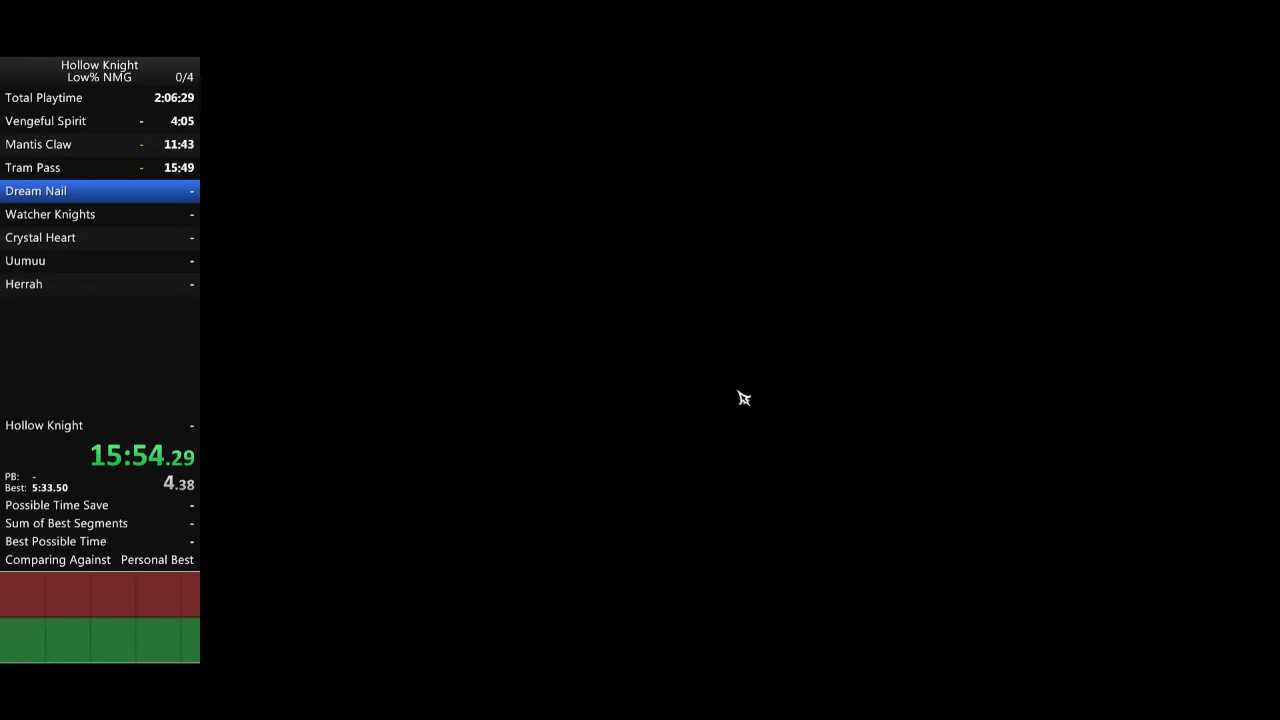 Hollow Knight
Low% NMG 0/4
Total Playtime 2:06:29
Vengeful Spirit - 4:05
Mantis Claw - 11:43
Tram Pass - 15:49
Dream Nail -
Watcher Knights -
Crystal Heart -
Uumuu -
Herrah -
Hollow Knight -
15:54.29
PB: -
Best: 5:33.50 4.38
Possible Time Save -
Sum of Best Segments -
Best Possible Time -
Comparing Against Personal Best